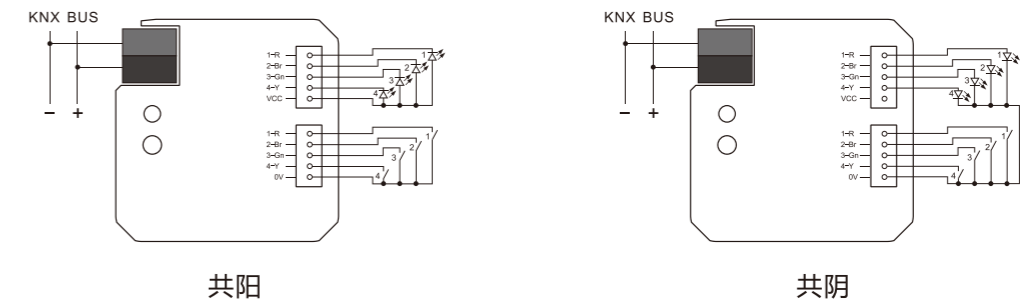 KNX BUS
− +
1-R
2-Br
3-Gn
4-Y
VCC
1
2
3
4
1-R
2-Br
3-Gn
4-Y
0V
1
2
3
4
共阳
KNX BUS
− +
1-R
2-Br
3-Gn
4-Y
VCC
1
2
3
4
1-R
2-Br
3-Gn
4-Y
0V
1
2
3
4
共阴